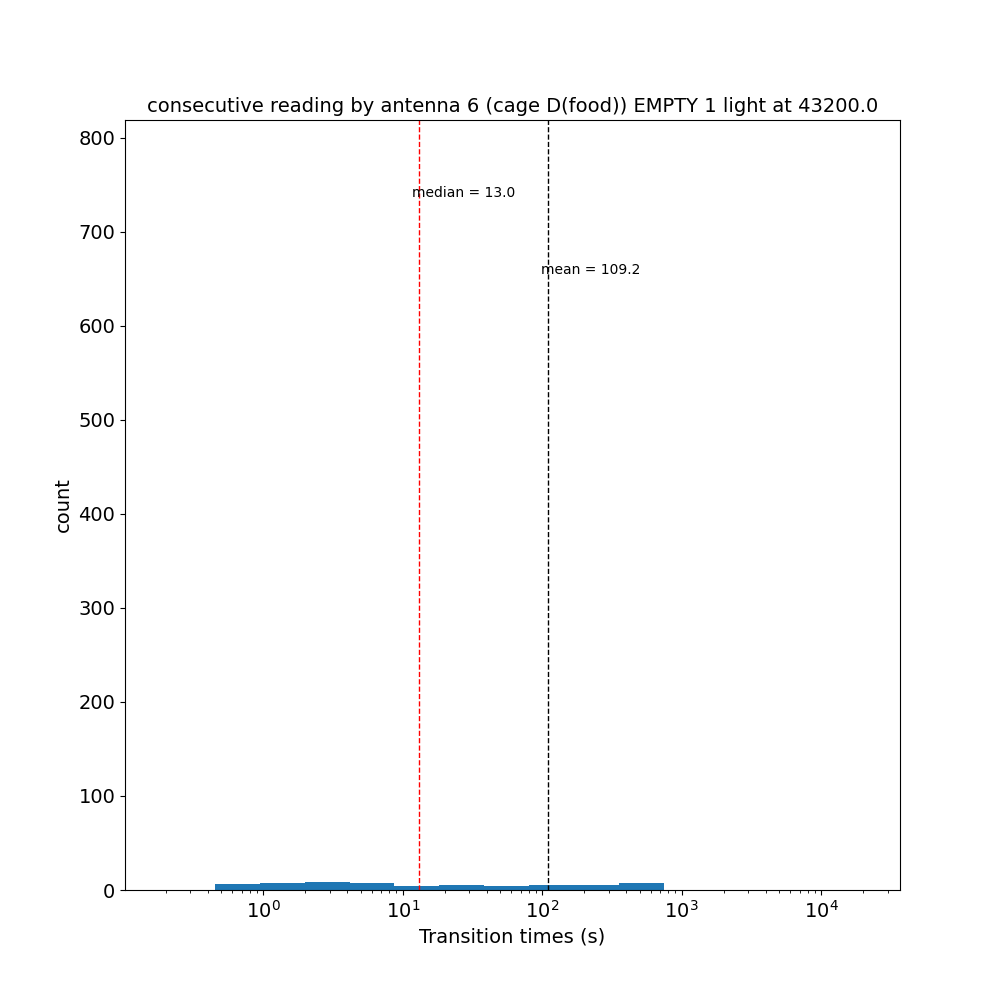 consecutive reading by antenna 6 (cage D(food)) EMPTY 1 light at 43200.0
800
median = 13.0
700
mean = 109.2
600
500
count
400
300
200
100
0
10^0 10^1 10^2 10^3 10^4
Transition times (s)